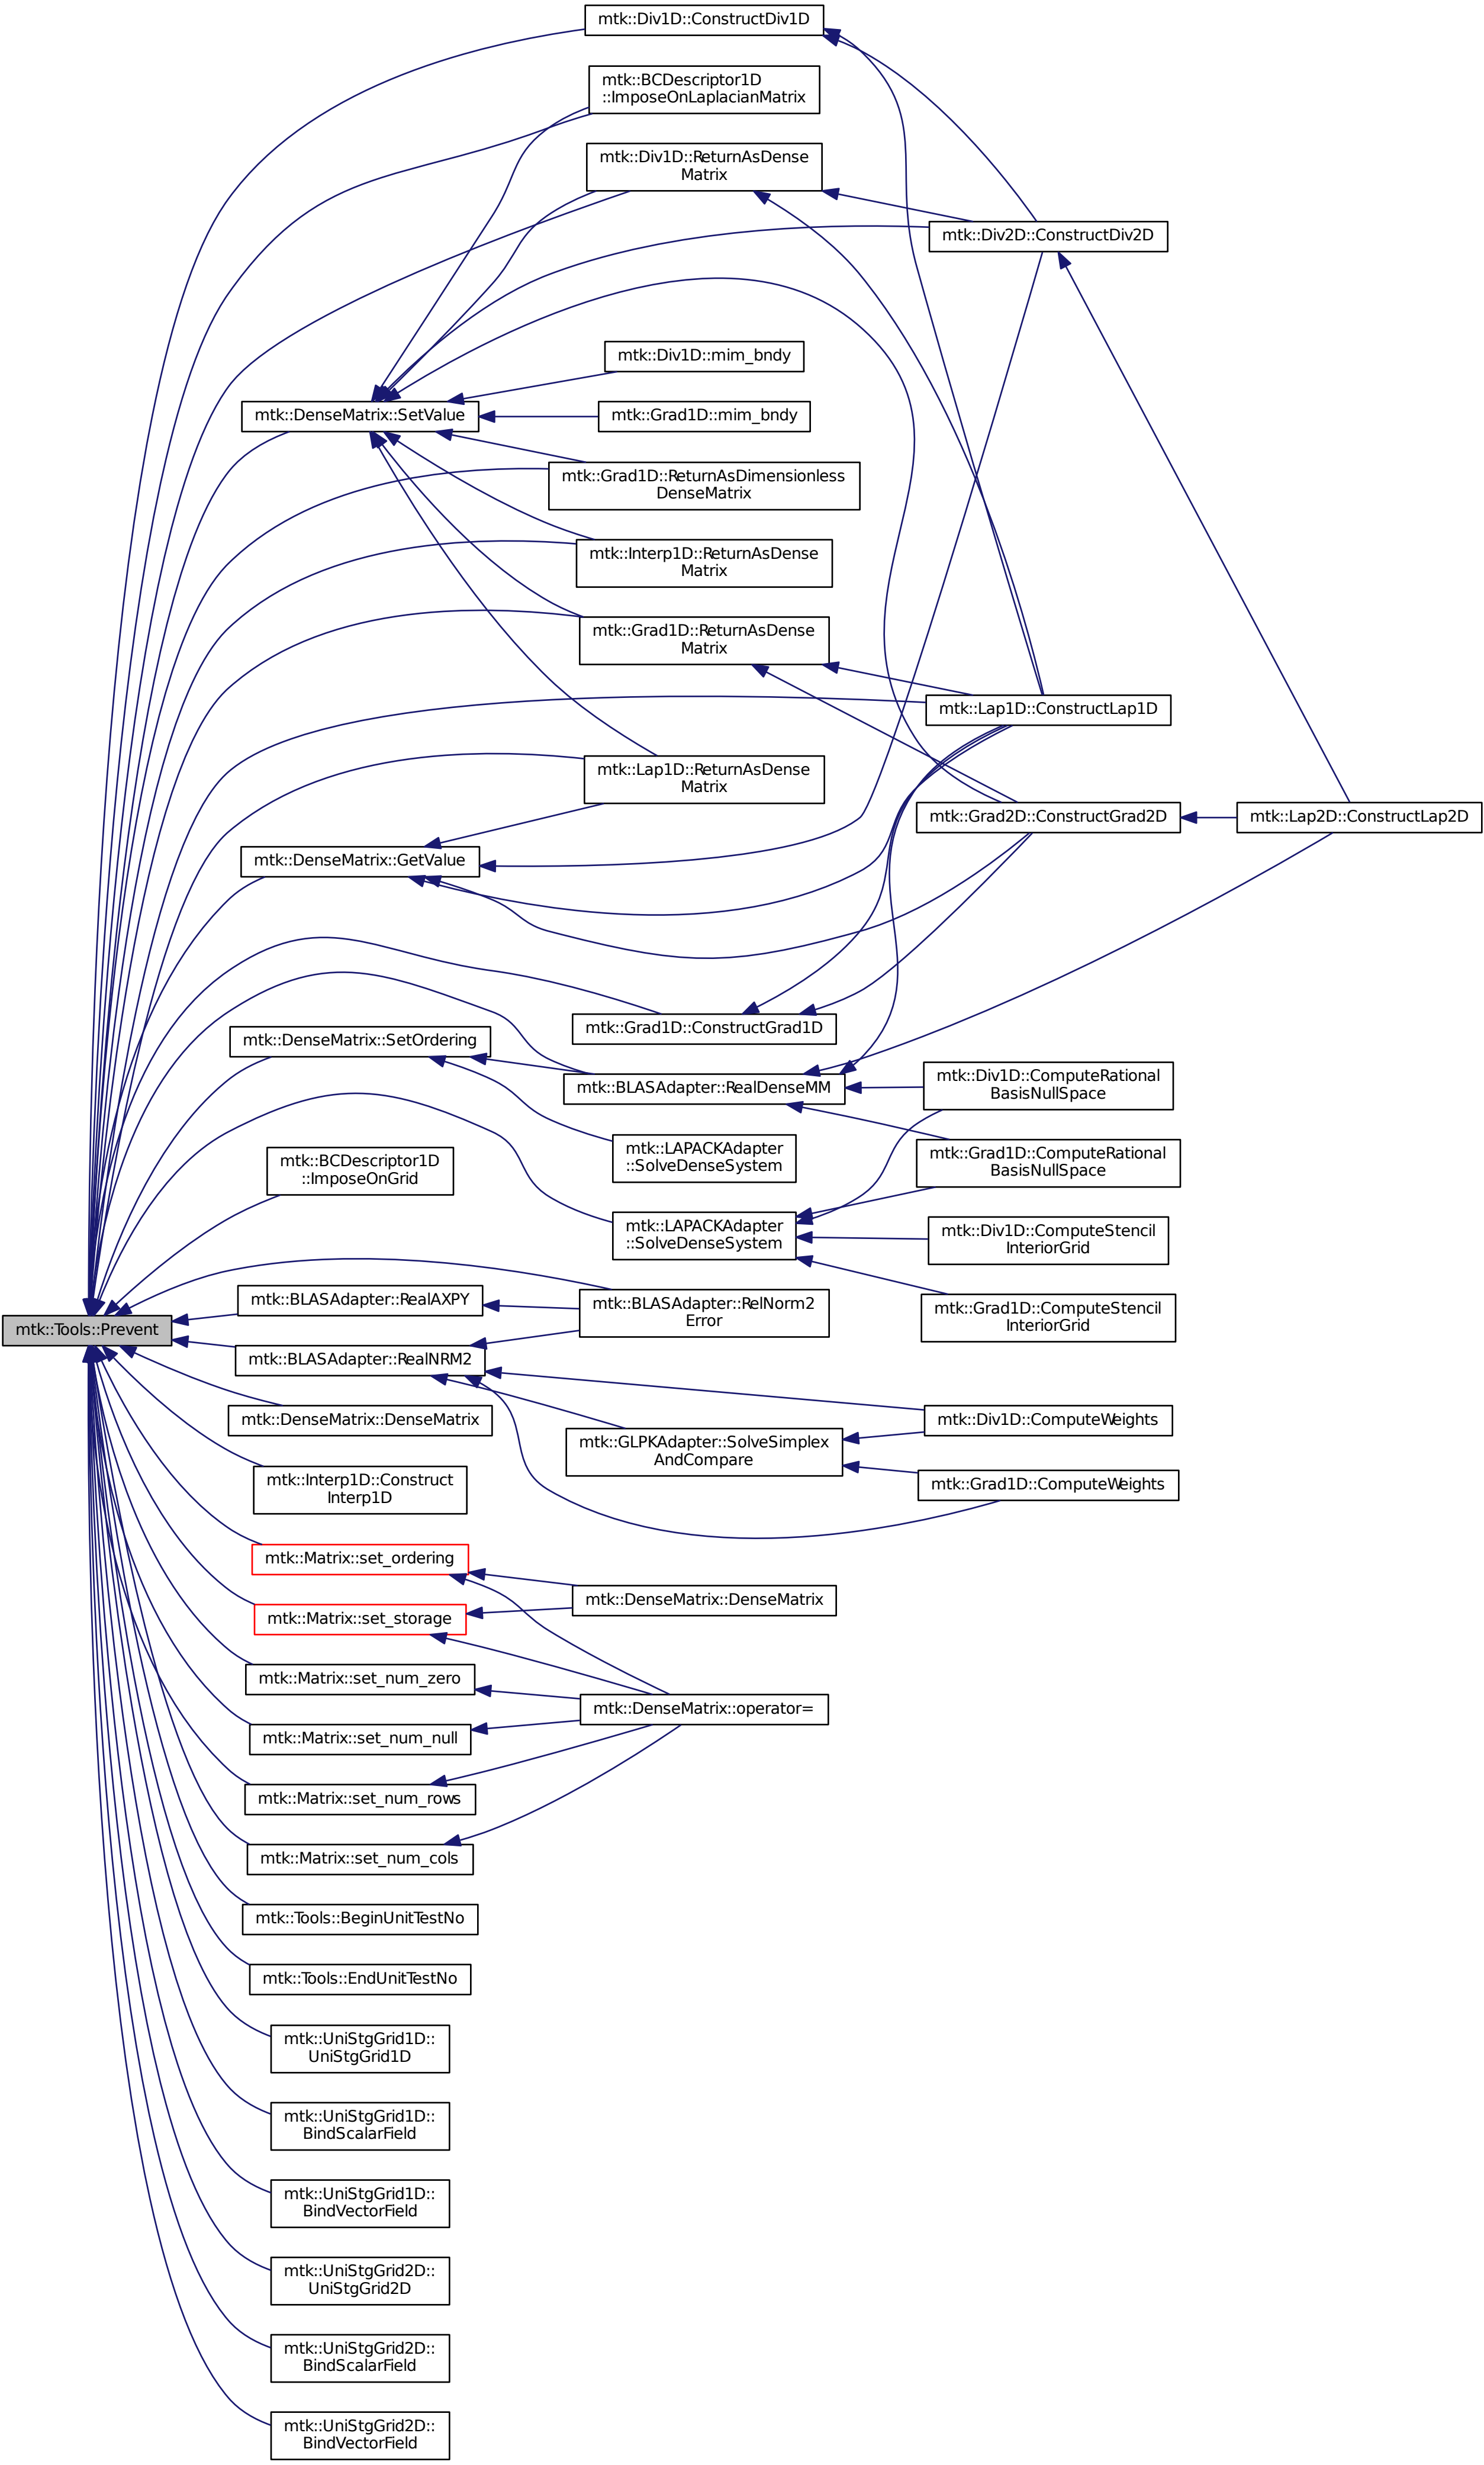 mtk::Div1D::ConstructDiv1D
mtk::BCDescriptor1D
::ImposeOnLaplacianMatrix
mtk::Div1D::ReturnAsDense
Matrix
mtk::Div2D::ConstructDiv2D
mtk::Div1D::mim_bndy
mtk::DenseMatrix::SetValue
mtk::Grad1D::mim_bndy
mtk::Grad1D::ReturnAsDimensionless
DenseMatrix
mtk::Interp1D::ReturnAsDense
Matrix
mtk::Grad1D::ReturnAsDense
Matrix
mtk::Lap1D::ConstructLap1D
mtk::Lap1D::ReturnAsDense
Matrix
mtk::Grad2D::ConstructGrad2D
mtk::Lap2D::ConstructLap2D
mtk::DenseMatrix::GetValue
mtk::Grad1D::ConstructGrad1D
mtk::DenseMatrix::SetOrdering
mtk::BLASAdapter::RealDenseMM
mtk::Div1D::ComputeRational
BasisNullSpace
mtk::LAPACKAdapter
::SolveDenseSystem
mtk::Grad1D::ComputeRational
BasisNullSpace
mtk::BCDescriptor1D
::ImposeOnGrid
mtk::LAPACKAdapter
::SolveDenseSystem
mtk::Div1D::ComputeStencil
InteriorGrid
mtk::BLASAdapter::RealAXPY
mtk::BLASAdapter::RelNorm2
Error
mtk::Grad1D::ComputeStencil
InteriorGrid
mtk::Tools::Prevent
mtk::BLASAdapter::RealNRM2
mtk::DenseMatrix::DenseMatrix
mtk::Div1D::ComputeWeights
mtk::GLPKAdapter::SolveSimplex
AndCompare
mtk::Interp1D::Construct
Interp1D
mtk::Grad1D::ComputeWeights
mtk::Matrix::set_ordering
mtk::DenseMatrix::DenseMatrix
mtk::Matrix::set_storage
mtk::Matrix::set_num_zero
mtk::DenseMatrix::operator=
mtk::Matrix::set_num_null
mtk::Matrix::set_num_rows
mtk::Matrix::set_num_cols
mtk::Tools::BeginUnitTestNo
mtk::Tools::EndUnitTestNo
mtk::UniStgGrid1D::
UniStgGrid1D
mtk::UniStgGrid1D::
BindScalarField
mtk::UniStgGrid1D::
BindVectorField
mtk::UniStgGrid2D::
UniStgGrid2D
mtk::UniStgGrid2D::
BindScalarField
mtk::UniStgGrid2D::
BindVectorField